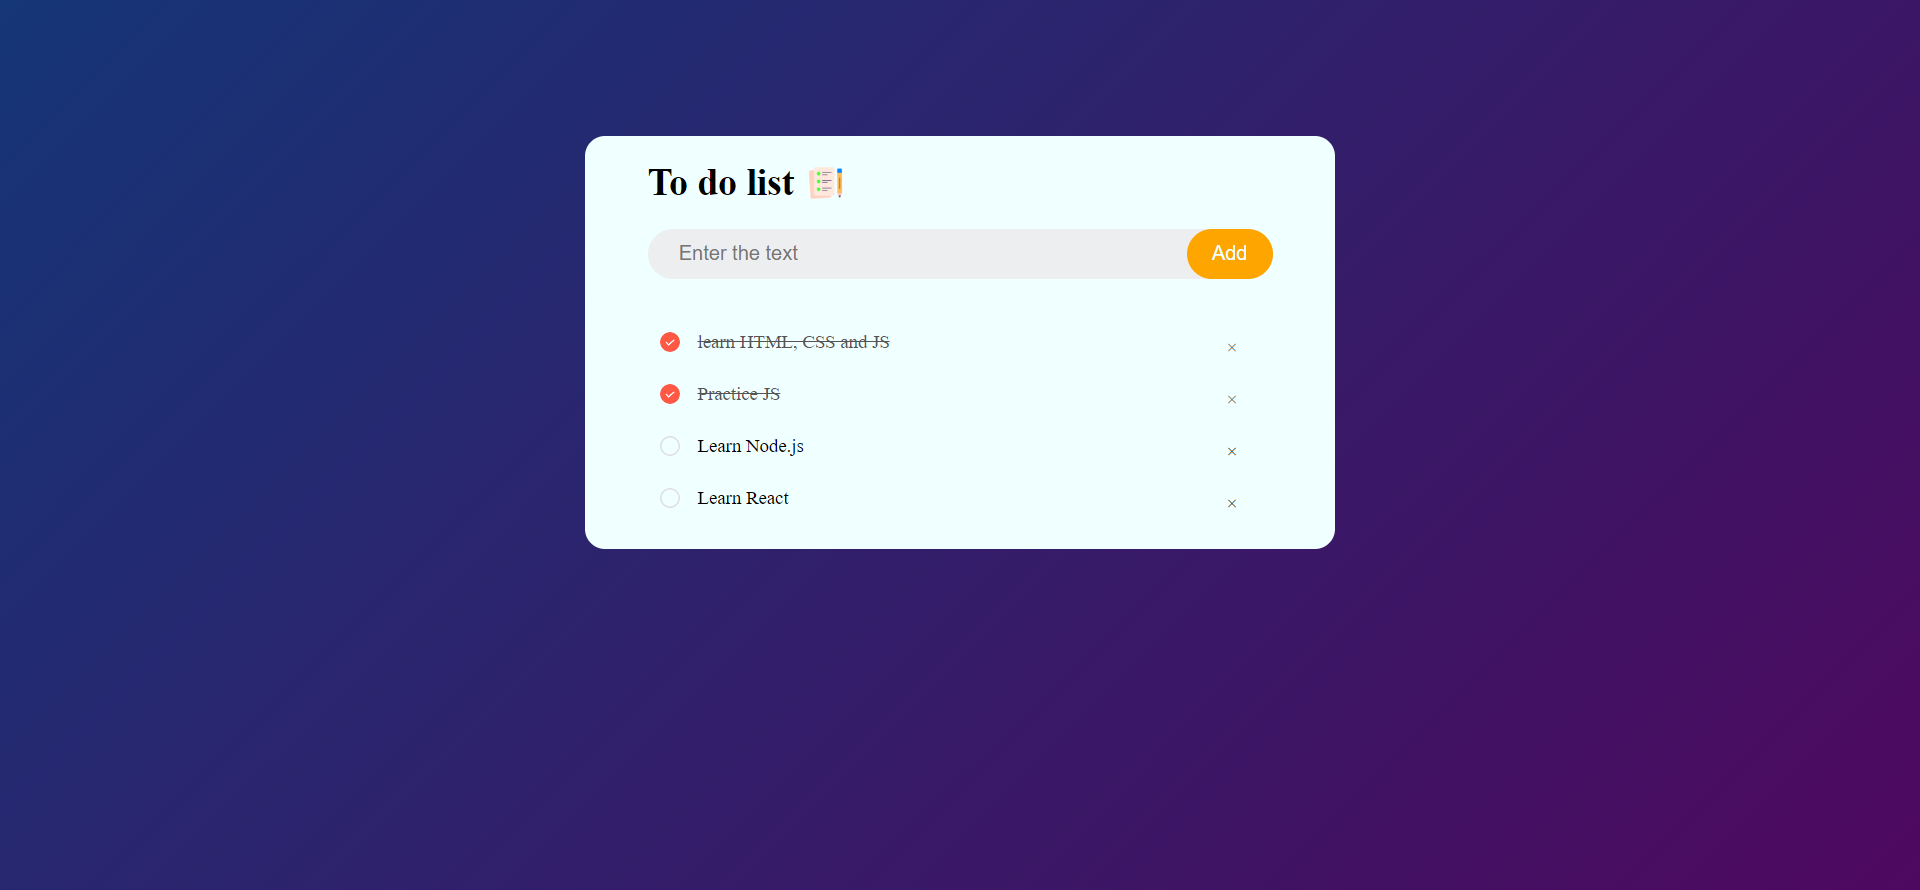 To do list
Enter the text
Add
learn HTML, CSS and JS
×
Practice JS
×
Learn Node.js
×
Learn React
×